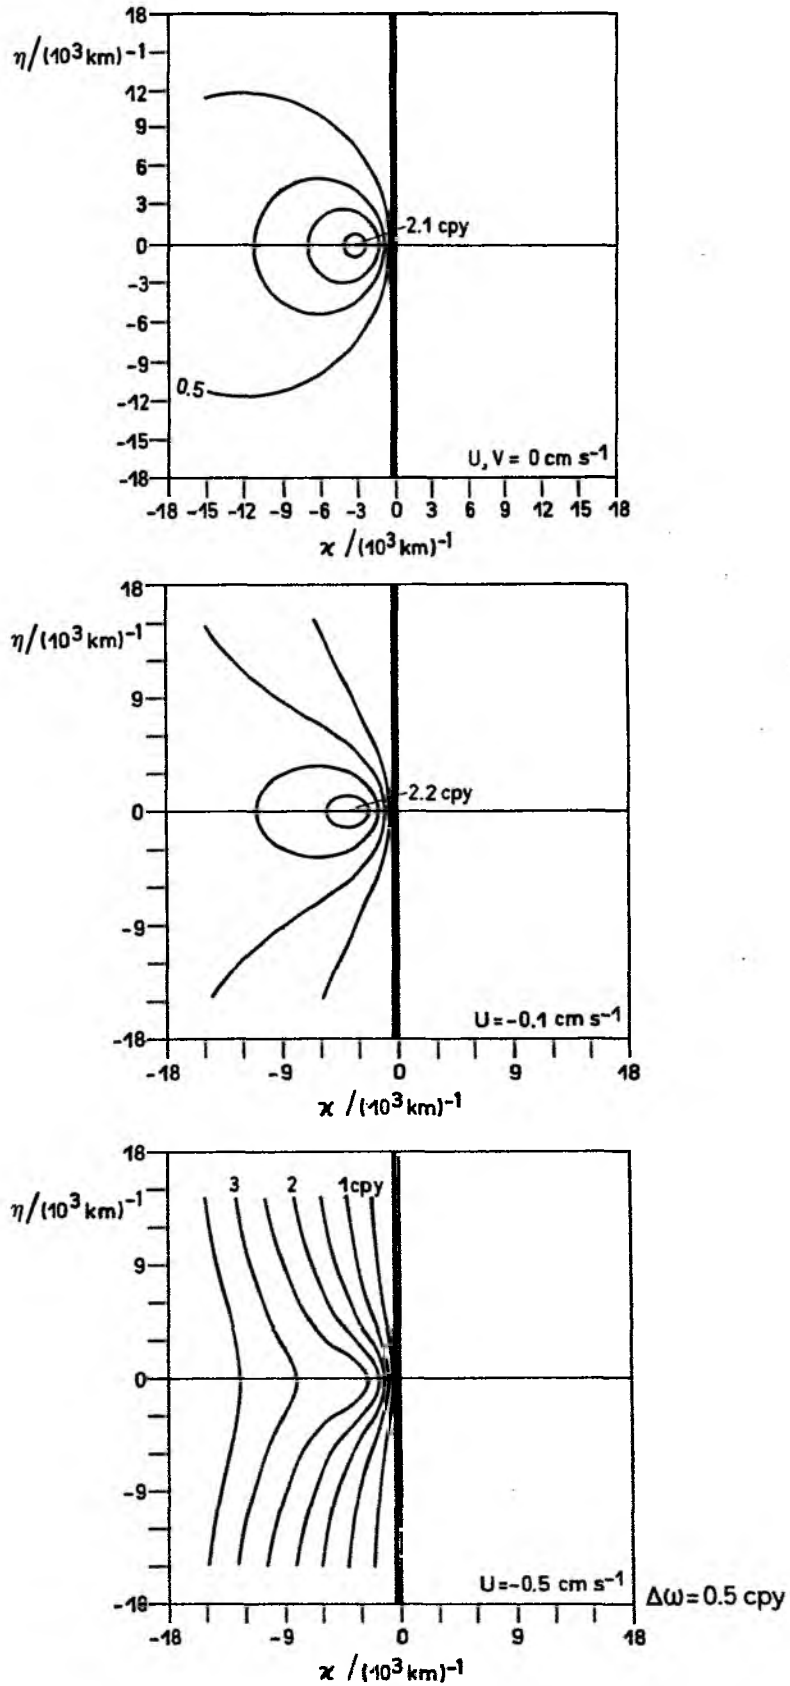 18
η/(10³km)⁻¹
12
9
6
3
0
-3
-6
-9
-12
-15
-18
2.1 cpy
0.5
U, V = 0 cm s⁻¹
-18 -15 -12 -9 -6 -3 0 3 6 9 12 15 18
ϰ /(10³km)⁻¹
18
η/(10³km)⁻¹
9
0
-9
-18
2.2 cpy
U=-0.1 cm s⁻¹
-18 -9 0 9 18
ϰ /(10³km)⁻¹
18
η/(10³km)⁻¹
9
0
-9
-18
3 2 1cpy
U=-0.5 cm s⁻¹
Δω=0.5 cpy
-18 -9 0 9 18
ϰ /(10³km)⁻¹